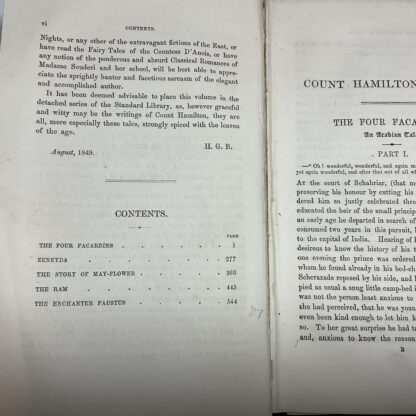 vi
CONTENTS.
Nights, or any other of the extravagant fictions of the East, or
have read the Fairy Tales of the Countess D'Anois, or have
any notion of the ponderous and absurd Classical Romances of
Madame Scuderi and her school, will be best able to appre-
ciate the sprightly banter and facetious sarcasm of the elegant
and accomplished author.
It has been deemed advisable to place this volume in the
detached series of the Standard Library, as, however graceful
and witty may be the writings of Count Hamilton, they are
all, more especially these tales, strongly spiced with the leaven
of the age.
H. G. B.
August, 1849.
CONTENTS.
PAGE
THE FOUR FACARDINS . . . . . . 1
ZENEYDA . . . . . . . 277
THE STORY OF MAY-FLOWER . . . . . 363
THE RAM . . . . . . . 445
THE ENCHANTER FAUSTUS . . . . . 544
COUNT HAMILTON
THE FOUR FACA
An Arabian Tal
PART I.
—"Oh! wonderful, wonderful, and again m
yet again wonderful, and after that out of all wh
AT the court of Schahriar, (that mo
preserving his honour by cutting his
dered him so justly celebrated throu
educated the heir of the small princip
an early age he departed in search of
consumed two years in this pursuit, l
to the capital of India. Hearing of h
desirous to know the history of his t
one evening the prince was ordered
whom he found already in his bed-cha
Scherazade reposed by his side, and h
pied as usual a snug little camp-bed i
was not the person least anxious to
she had perceived, that he was youn
even been kind enough to let him k
so. To her great surprise he had t
and, anxious to know the reason
B